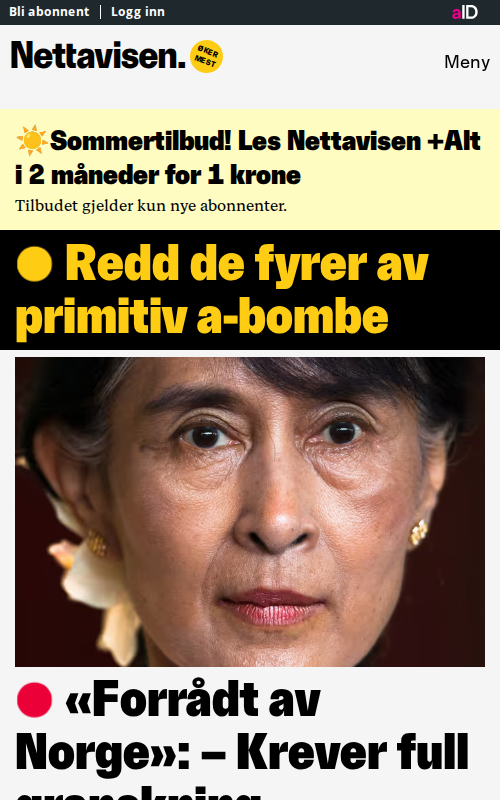 Bli abonnent | Logg inn
aID
Nettavisen.
ØKER
MEST
Meny
☀️Sommertilbud! Les Nettavisen +Alt
i 2 måneder for 1 krone
Tilbudet gjelder kun nye abonnenter.
Redd de fyrer av
primitiv a-bombe
«Forrådt av
Norge»: – Krever full